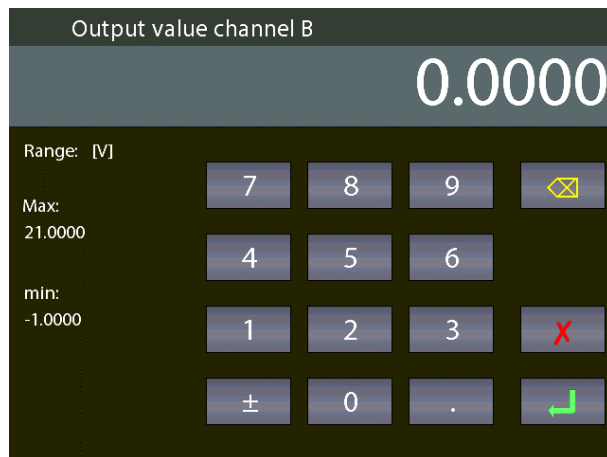 Output value channel B
0.0000
Range: [V]
Max:
21.0000
min:
-1.0000
7 8 9
4 5 6
1 2 3
± 0 .